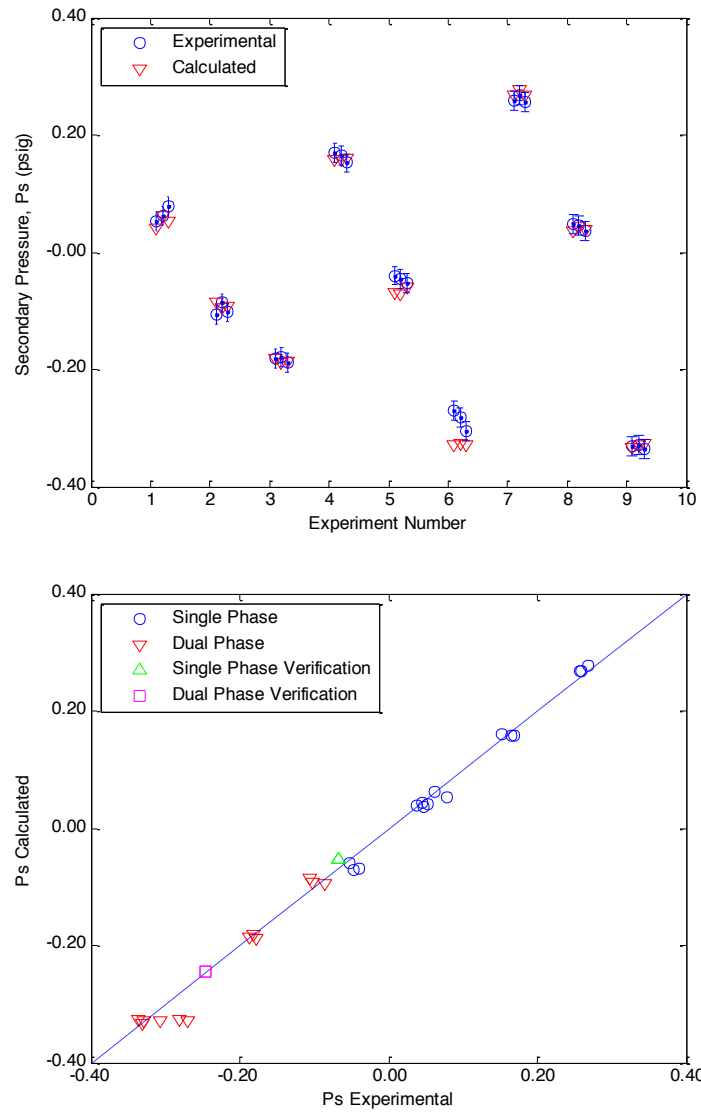 0.40
Experimental
Calculated
0.20
-0.00
-0.20
-0.40
Secondary Pressure, Ps (psig)
0 1 2 3 4 5 6 7 8 9 10
Experiment Number
0.40
Single Phase
Dual Phase
Single Phase Verification
Dual Phase Verification
0.20
0.00
-0.20
-0.40
Ps Calculated
-0.40 -0.20 0.00 0.20 0.40
Ps Experimental